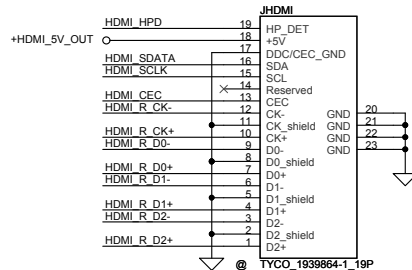 JHDMI
HDMI_HPD 19 HP_DET
+HDMI_5V_OUT 18 +5V
17 DDC/CEC_GND
HDMI_SDATA 16 SDA
HDMI_SCLK 15 SCL
14 Reserved
HDMI_CEC 13 CEC
HDMI_R_CK- 12 CK- GND 20
11 CK_shield GND 21
HDMI_R_CK+ 10 CK+ GND 22
HDMI_R_D0- 9 D0- GND 23
8 D0_shield
HDMI_R_D0+ 7 D0+
HDMI_R_D1- 6 D1-
5 D1_shield
HDMI_R_D1+ 4 D1+
HDMI_R_D2- 3 D2-
2 D2_shield
HDMI_R_D2+ 1 D2+
@ TYCO_1939864-1_19P